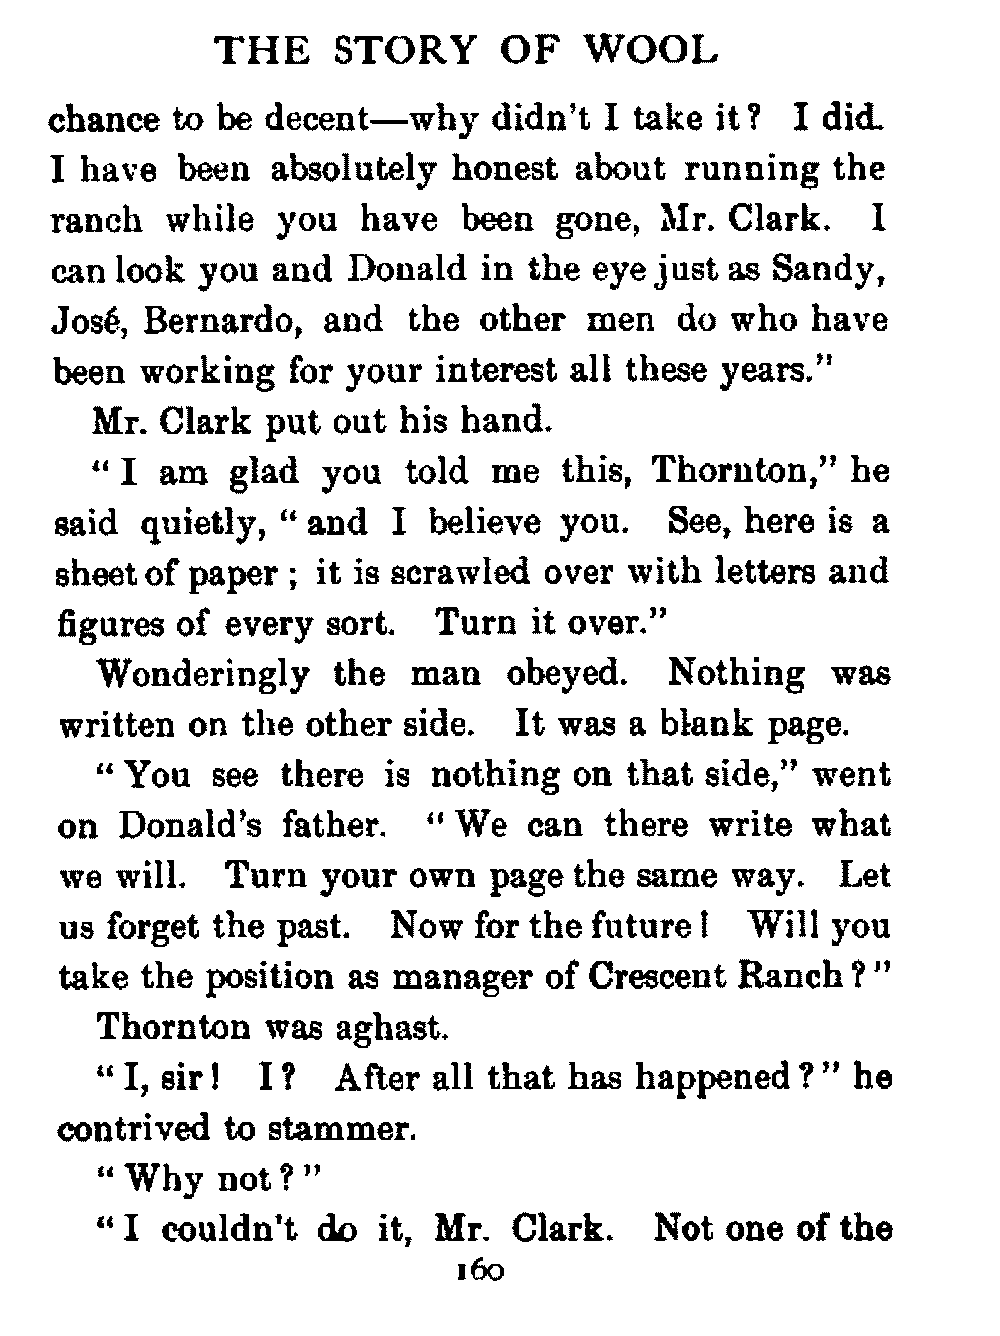 THE STORY OF WOOL
chance to be decent—why didn't I take it? I did.
I have been absolutely honest about running the
ranch while you have been gone, Mr. Clark. I
can look you and Donald in the eye just as Sandy,
José, Bernardo, and the other men do who have
been working for your interest all these years."
Mr. Clark put out his hand.
"I am glad you told me this, Thornton," he
said quietly, "and I believe you. See, here is a
sheet of paper; it is scrawled over with letters and
figures of every sort. Turn it over."
Wonderingly the man obeyed. Nothing was
written on the other side. It was a blank page.
"You see there is nothing on that side," went
on Donald's father. "We can there write what
we will. Turn your own page the same way. Let
us forget the past. Now for the future! Will you
take the position as manager of Crescent Ranch?"
Thornton was aghast.
"I, sir! I? After all that has happened?" he
contrived to stammer.
"Why not?"
"I couldn't do it, Mr. Clark. Not one of the
160